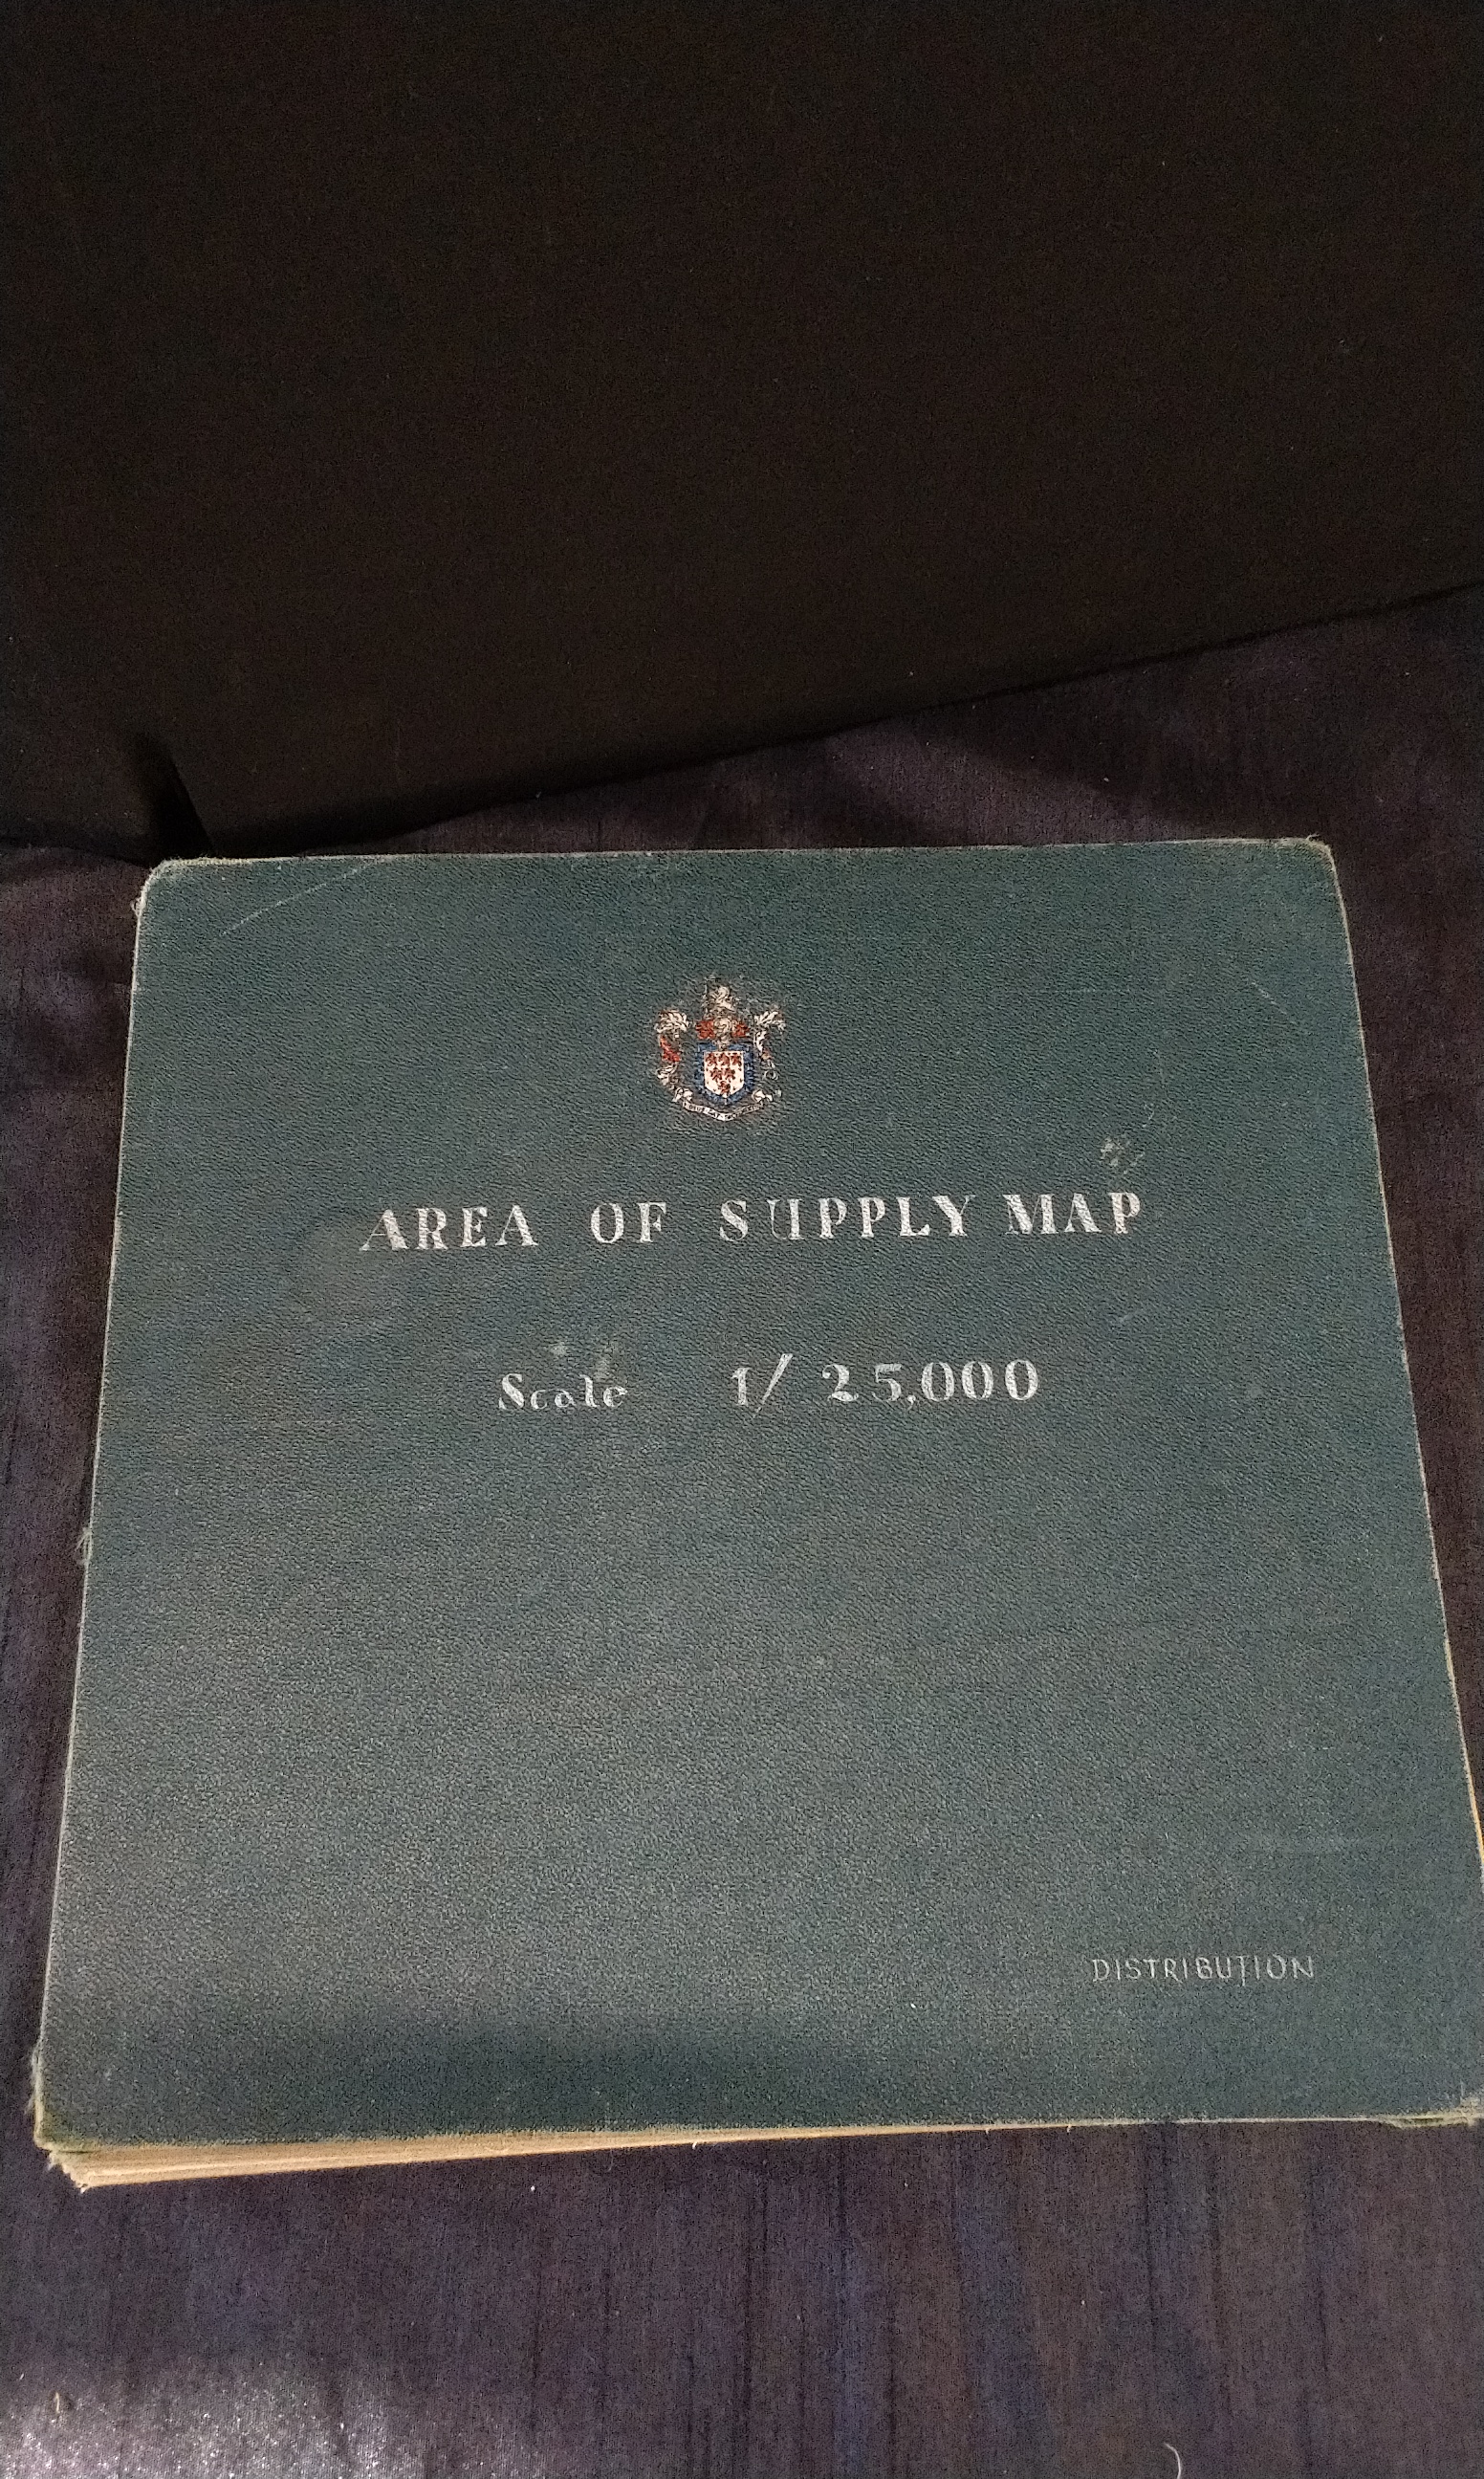 AREA OF SUPPLY MAP
Scale 1/25,000
DISTRIBUTION